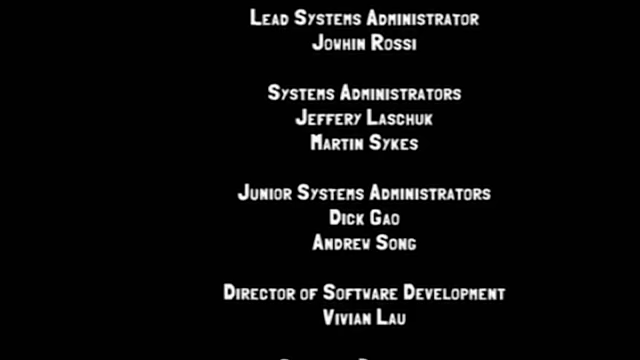 Lead Systems Administrator
Jowhin Rossi
Systems Administrators
Jeffery Laschuk
Martin Sykes
Junior Systems Administrators
Dick Gao
Andrew Song
Director of Software Development
Vivian Lau